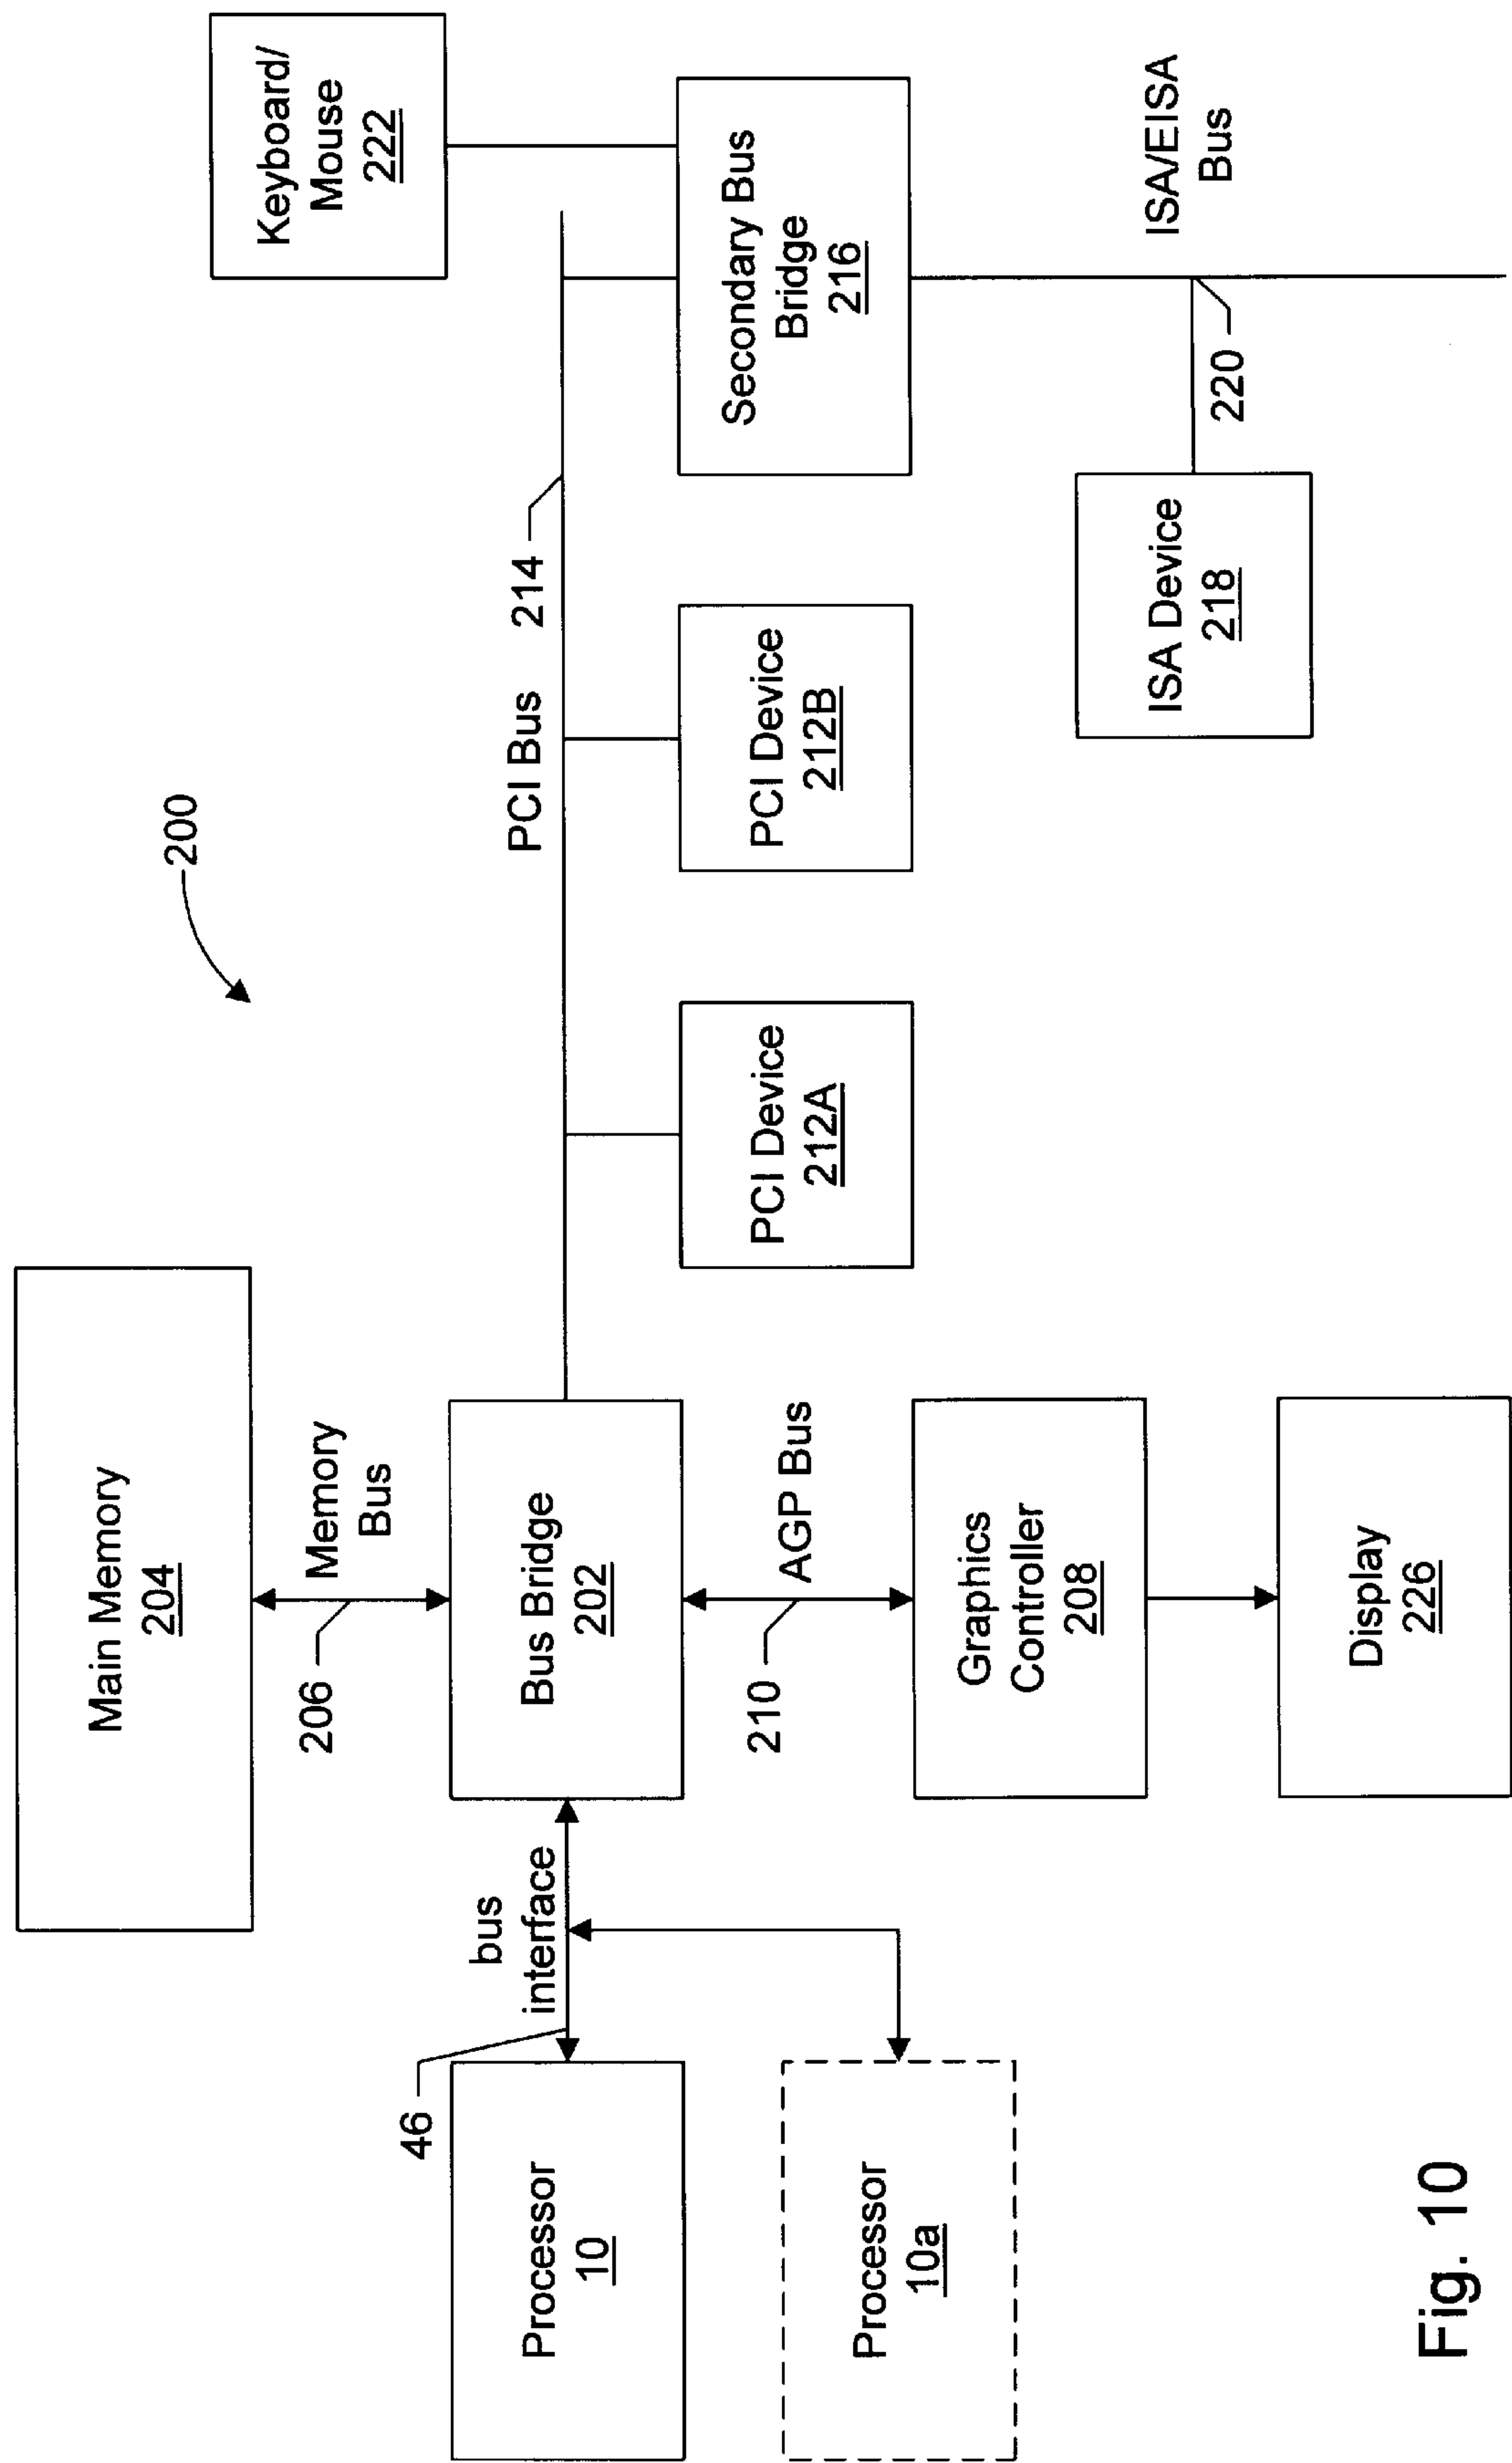 200
Main Memory
204
Keyboard/
Mouse
222
206
Memory
Bus
46
bus
interface
PCI Bus
214
Processor
10
Bus Bridge
202
PCI Device
212A
PCI Device
212B
Secondary Bus
Bridge
216
210
AGP Bus
Processor
10a
Graphics
Controller
208
ISA Device
218
220
ISA/EISA
Bus
Display
226
Fig. 10